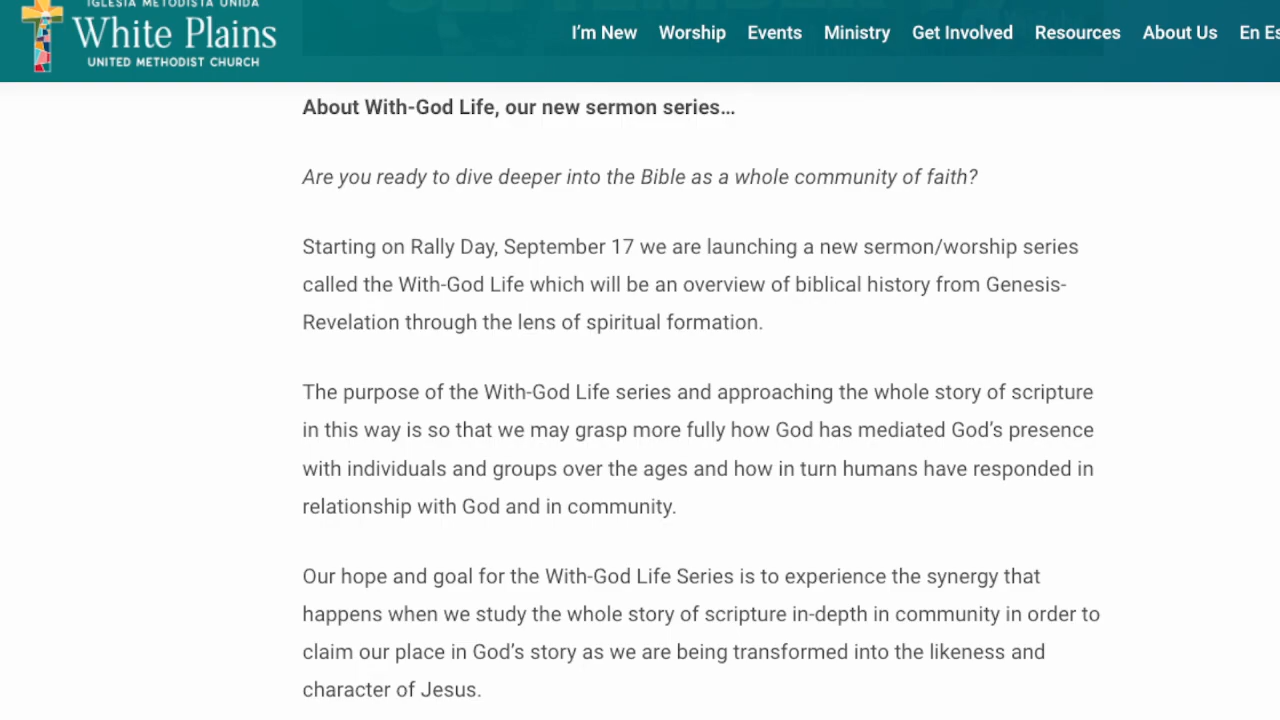 IGLESIA METODISTA UNIDA
White Plains
UNITED METHODIST CHURCH
I'm New Worship Events Ministry Get Involved Resources About Us En Es
About With-God Life, our new sermon series...
Are you ready to dive deeper into the Bible as a whole community of faith?
Starting on Rally Day, September 17 we are launching a new sermon/worship series
called the With-God Life which will be an overview of biblical history from Genesis-
Revelation through the lens of spiritual formation.
The purpose of the With-God Life series and approaching the whole story of scripture
in this way is so that we may grasp more fully how God has mediated God's presence
with individuals and groups over the ages and how in turn humans have responded in
relationship with God and in community.
Our hope and goal for the With-God Life Series is to experience the synergy that
happens when we study the whole story of scripture in-depth in community in order to
claim our place in God's story as we are being transformed into the likeness and
character of Jesus.